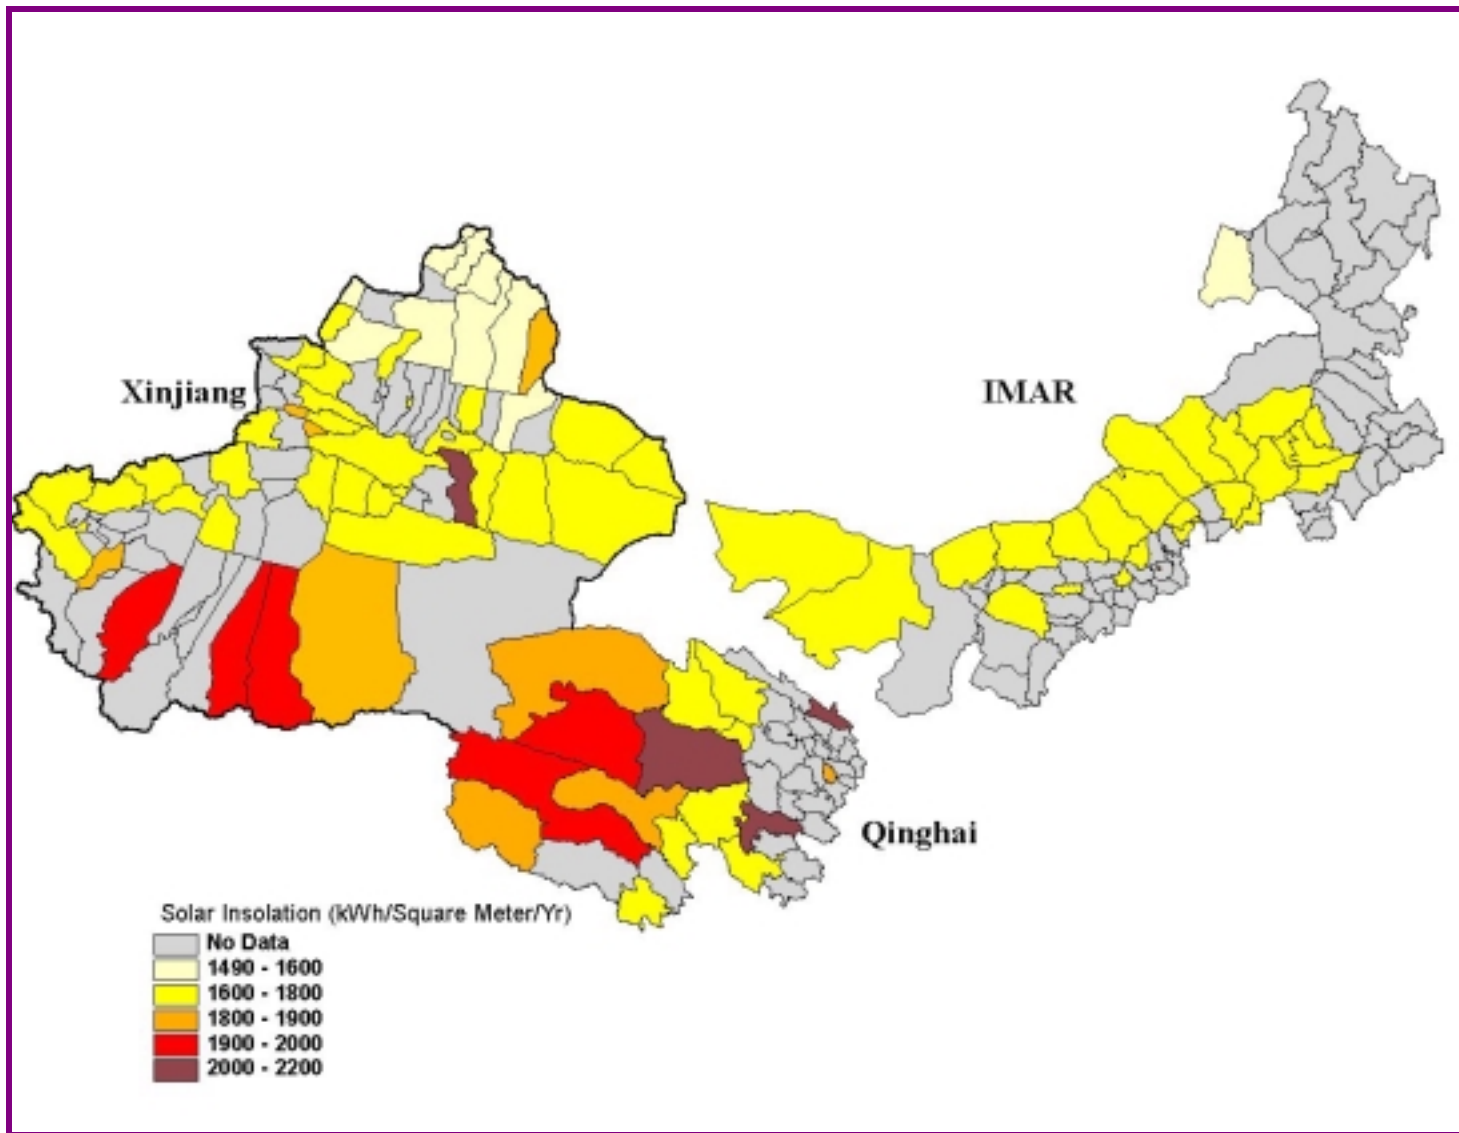 Xinjiang
IMAR
Qinghai
Solar Insolation (kWh/Square Meter/Yr)
No Data
1490 - 1600
1600 - 1800
1800 - 1900
1900 - 2000
2000 - 2200